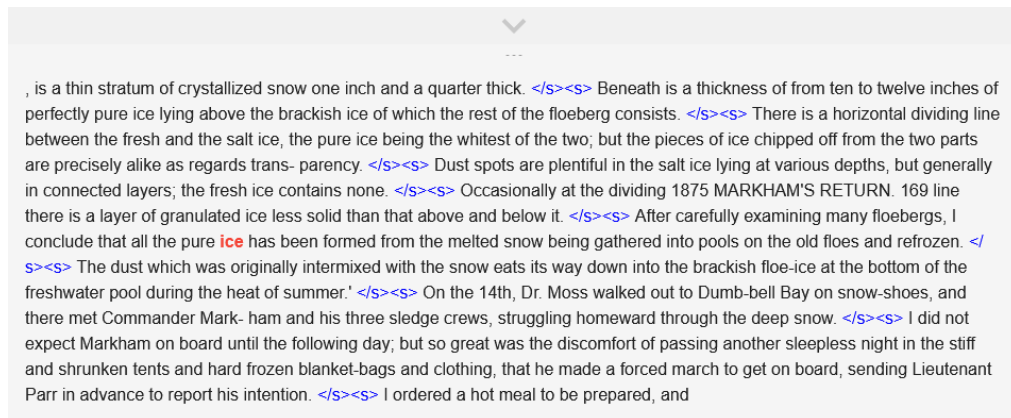 ---
, is a thin stratum of crystallized snow one inch and a quarter thick. </s><s> Beneath is a thickness of from ten to twelve inches of
perfectly pure ice lying above the brackish ice of which the rest of the floeberg consists. </s><s> There is a horizontal dividing line
between the fresh and the salt ice, the pure ice being the whitest of the two; but the pieces of ice chipped off from the two parts
are precisely alike as regards trans- parency. </s><s> Dust spots are plentiful in the salt ice lying at various depths, but generally
in connected layers; the fresh ice contains none. </s><s> Occasionally at the dividing 1875 MARKHAM'S RETURN. 169 line
there is a layer of granulated ice less solid than that above and below it. </s><s> After carefully examining many floebergs, I
conclude that all the pure ice has been formed from the melted snow being gathered into pools on the old floes and refrozen. </
s><s> The dust which was originally intermixed with the snow eats its way down into the brackish floe-ice at the bottom of the
freshwater pool during the heat of summer.' </s><s> On the 14th, Dr. Moss walked out to Dumb-bell Bay on snow-shoes, and
there met Commander Mark- ham and his three sledge crews, struggling homeward through the deep snow. </s><s> I did not
expect Markham on board until the following day; but so great was the discomfort of passing another sleepless night in the stiff
and shrunken tents and hard frozen blanket-bags and clothing, that he made a forced march to get on board, sending Lieutenant
Parr in advance to report his intention. </s><s> I ordered a hot meal to be prepared, and